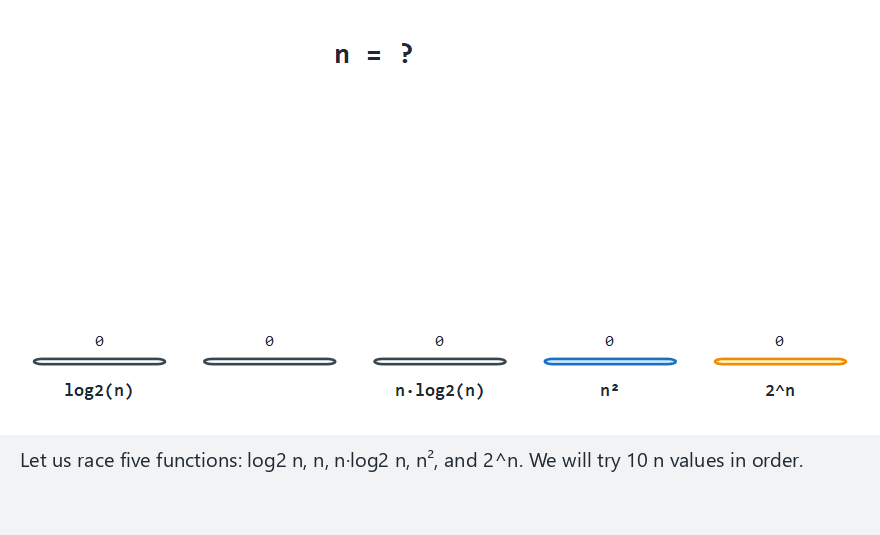 n = ?
0 0 0 0 0
log2(n) n·log2(n) n² 2^n
Let us race five functions: log2 n, n, n·log2 n, n², and 2^n. We will try 10 n values in order.